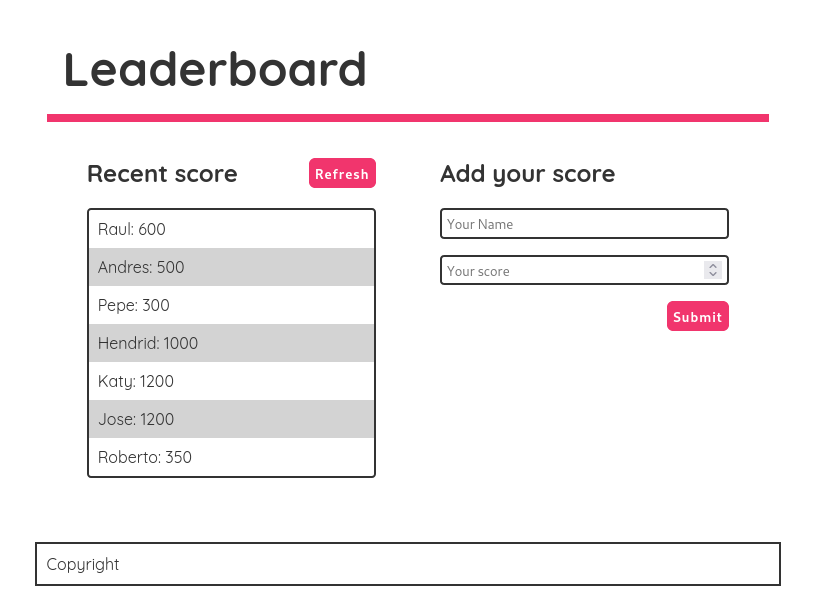 Leaderboard
Recent score
Refresh
Raul: 600
Andres: 500
Pepe: 300
Hendrid: 1000
Katy: 1200
Jose: 1200
Roberto: 350
Add your score
Your Name
Your score
Submit
Copyright